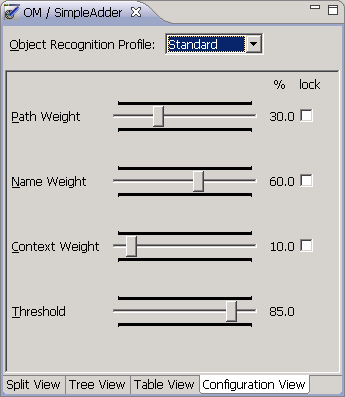 OM / SimpleAdder
Object Recognition Profile: Standard
% lock
Path Weight 30.0
Name Weight 60.0
Context Weight 10.0
Threshold 85.0
Split View Tree View Table View Configuration View